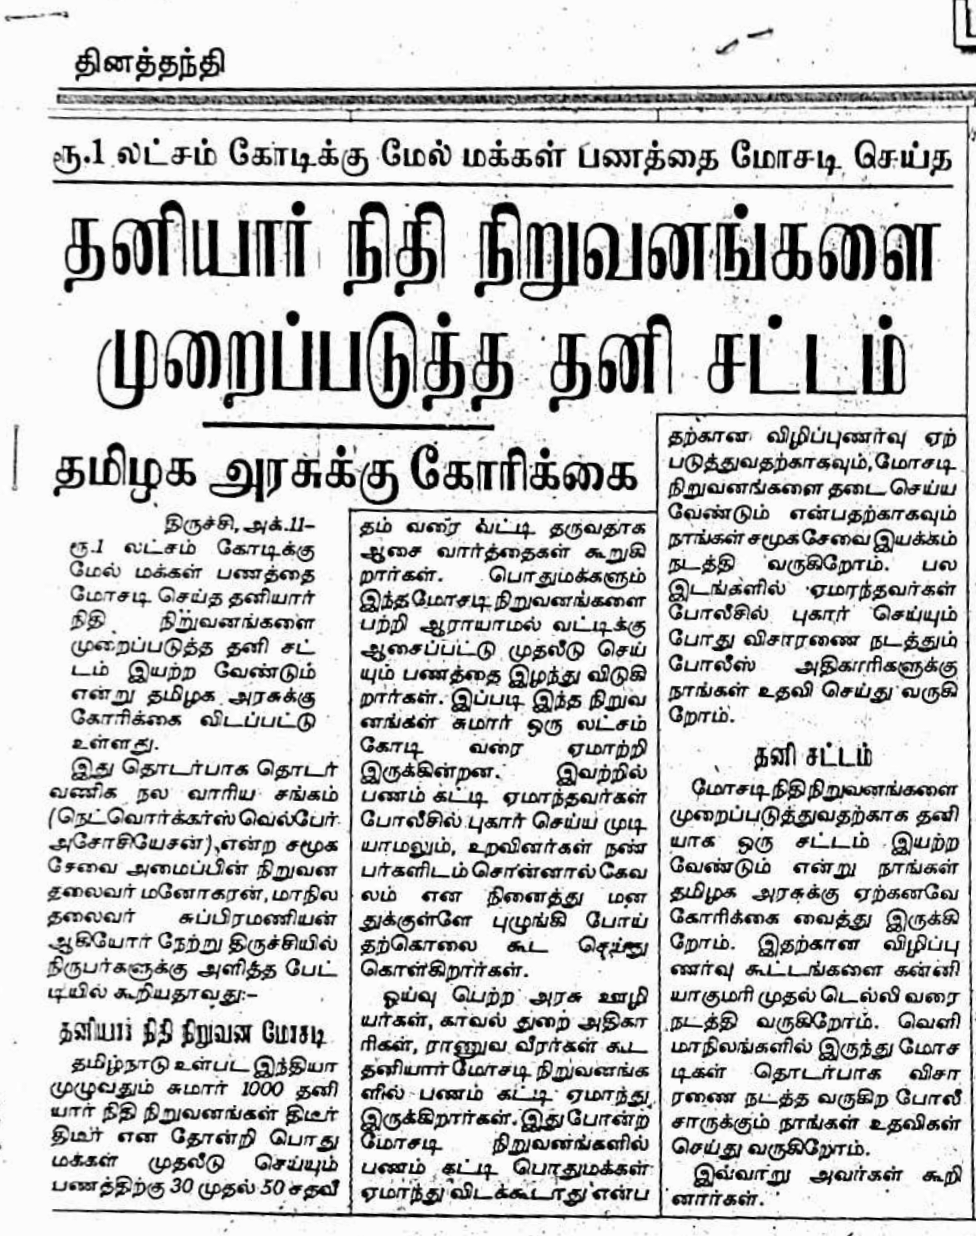 தினத்தந்தி
ரூ.1 லட்சம் கோடிக்கு மேல் மக்கள் பணத்தை மோசடி செய்த
தனியார் நிதி நிறுவனங்களை
முறைப்படுத்த தனி சட்டம்
தமிழக அரசுக்கு கோரிக்கை
திருச்சி, அக்.11–
ரூ.1 லட்சம் கோடிக்கு
மேல் மக்கள் பணத்தை
மோசடி செய்த தனியார்
நிதி நிறுவனங்களை
முறைப்படுத்த தனி சட்
டம் இயற்ற வேண்டும்
என்று தமிழக அரசுக்கு
கோரிக்கை விடப்பட்டு
உள்ளது.
இது தொடர்பாக தொடர்
வணிக நல வாரிய சங்கம்
(நெட்வொர்க்கர்ஸ் வெல்பேர்
அசோசியேசன்) என்ற சமூக
சேவை அமைப்பின் நிறுவன
தலைவர் மனோகரன், மாநில
தலைவர் சுப்பிரமணியன்
ஆகியோர் நேற்று திருச்சியில்
நிருபர்களுக்கு அளித்த பேட்
டியில் கூறியதாவது:–
தனியார் நிதி நிறுவன மோசடி
தமிழ்நாடு உள்பட இந்தியா
முழுவதும் சுமார் 1000 தனி
யார் நிதி நிறுவனங்கள் திடீர்
திடீர் என தோன்றி பொது
மக்கள் முதலீடு செய்யும்
பணத்திற்கு 30 முதல் 50 சதவீ
தம் வரை வட்டி தருவதாக
ஆசை வார்த்தைகள் கூறுகி
றார்கள். பொதுமக்களும்
இந்த மோசடி நிறுவனங்களை
பற்றி ஆராயாமல் வட்டிக்கு
ஆசைப்பட்டு முதலீடு செய்
யும் பணத்தை இழந்து விடுகி
றார்கள். இப்படி இந்த நிறுவ
னங்கள் சுமார் ஒரு லட்சம்
கோடி வரை ஏமாற்றி
இருக்கின்றன. இவற்றில்
பணம் கட்டி ஏமாந்தவர்கள்
போலீசில் புகார் செய்ய முடி
யாமலும், உறவினர்கள் நண்
பர்களிடம் சொன்னால் கேவ
லம் என நினைத்து மன
துக்குள்ளே புழுங்கி போய்
தற்கொலை கூட செய்து
கொள்கிறார்கள்.
ஓய்வு பெற்ற அரசு ஊழி
யர்கள், காவல் துறை அதிகா
ரிகள், ராணுவ வீரர்கள் கூட
தனியார் மோசடி நிறுவனங்க
ளில் பணம் கட்டி ஏமாந்து
இருக்கிறார்கள். இது போன்ற
மோசடி நிறுவனங்களில்
பணம் கட்டி பொதுமக்கள்
ஏமாந்து விடக்கூடாது என்ப
தற்கான விழிப்புணர்வு ஏற்
படுத்துவதற்காகவும், மோசடி
நிறுவனங்களை தடை செய்ய
வேண்டும் என்பதற்காகவும்
நாங்கள் சமூக சேவை இயக்கம்
நடத்தி வருகிறோம். பல
இடங்களில் ஏமாந்தவர்கள்
போலீசில் புகார் செய்யும்
போது விசாரணை நடத்தும்
போலீஸ் அதிகாரிகளுக்கு
நாங்கள் உதவி செய்து வருகி
றோம்.
தனி சட்டம்
மோசடி நிதி நிறுவனங்களை
முறைப்படுத்துவதற்காக தனி
யாக ஒரு சட்டம் இயற்ற
வேண்டும் என்று நாங்கள்
தமிழக அரசுக்கு ஏற்கனவே
கோரிக்கை வைத்து இருக்கி
றோம். இதற்கான விழிப்பு
ணர்வு கூட்டங்களை கன்னி
யாகுமரி முதல் டெல்லி வரை
நடத்தி வருகிறோம். வெளி
மாநிலங்களில் இருந்து மோச
டிகள் தொடர்பாக விசா
ரணை நடத்த வருகிற போலீ
சாருக்கும் நாங்கள் உதவிகள்
செய்து வருகிறோம்.
இவ்வாறு அவர்கள் கூறி
னார்கள்.